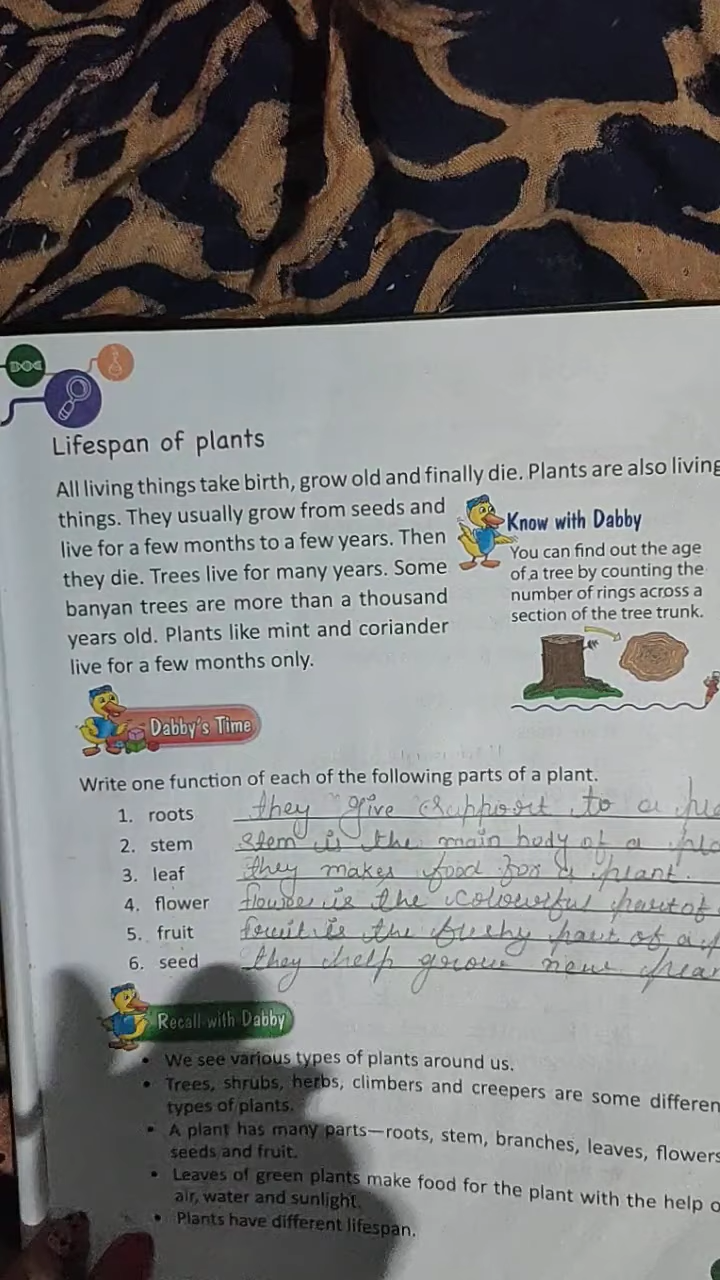 Lifespan of plants
All living things take birth, grow old and finally die. Plants are also living
things. They usually grow from seeds and
live for a few months to a few years. Then
they die. Trees live for many years. Some
banyan trees are more than a thousand
years old. Plants like mint and coriander
live for a few months only.
Know with Dabby
You can find out the age
of a tree by counting the
number of rings across a
section of the tree trunk.
Dabby's Time
Write one function of each of the following parts of a plant.
1. roots they give support to a
2. stem stem is the main body of a
3. leaf they makes food for a plant.
4. flower is the colourful part of
5. fruit fruit is the part of a
6. seed they help grow new
Recall with Dabby
• We see various types of plants around us.
• Trees, shrubs, herbs, climbers and creepers are some differen
types of plants.
• A plant has many parts—roots, stem, branches, leaves, flowers
seeds and fruit.
• Leaves of green plants make food for the plant with the help o
air, water and sunlight.
• Plants have different lifespan.